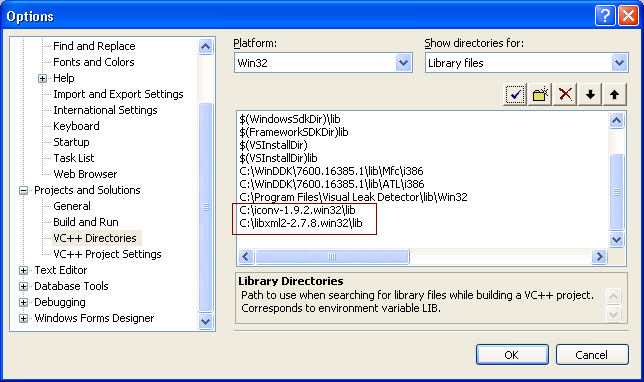 Options
Find and Replace
Fonts and Colors
Help
Import and Export Settings
International Settings
Keyboard
Startup
Task List
Web Browser
Projects and Solutions
General
Build and Run
VC++ Directories
VC++ Project Settings
Text Editor
Database Tools
Debugging
Windows Forms Designer
Platform:
Win32
Show directories for:
Library files
$(WindowsSdkDir)\lib
$(FrameworkSDKDir)lib
$(VSInstallDir)
$(VSInstallDir)lib
C:\WinDDK\7600.16385.1\lib\Mfc\i386
C:\WinDDK\7600.16385.1\lib\ATL\i386
C:\Program Files\Visual Leak Detector\lib\Win32
C:\iconv-1.9.2.win32\lib
C:\libxml2-2.7.8.win32\lib
Library Directories
Path to use when searching for library files while building a VC++ project.
Corresponds to environment variable LIB.
OK
Cancel